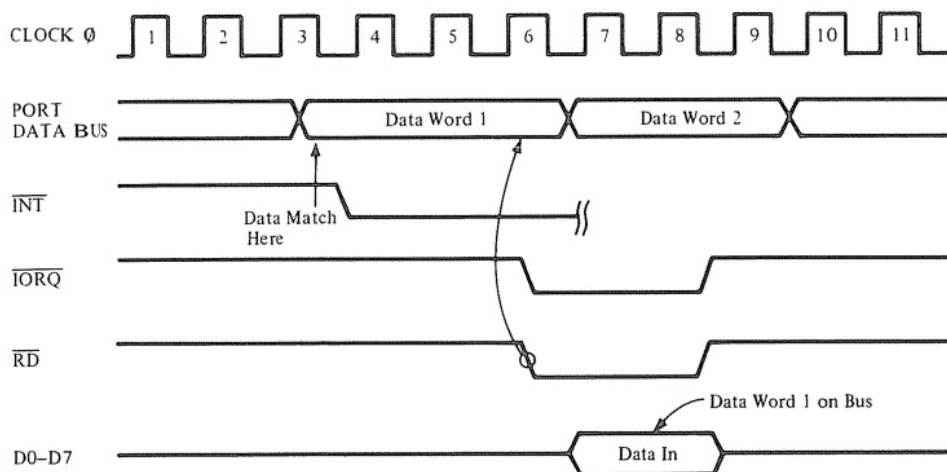 CLOCK Ø
1 2 3 4 5 6 7 8 9 10 11
PORT
DATA BUS
Data Word 1
Data Word 2
INT
Data Match
Here
IORQ
RD
Data Word 1 on Bus
D0–D7
Data In